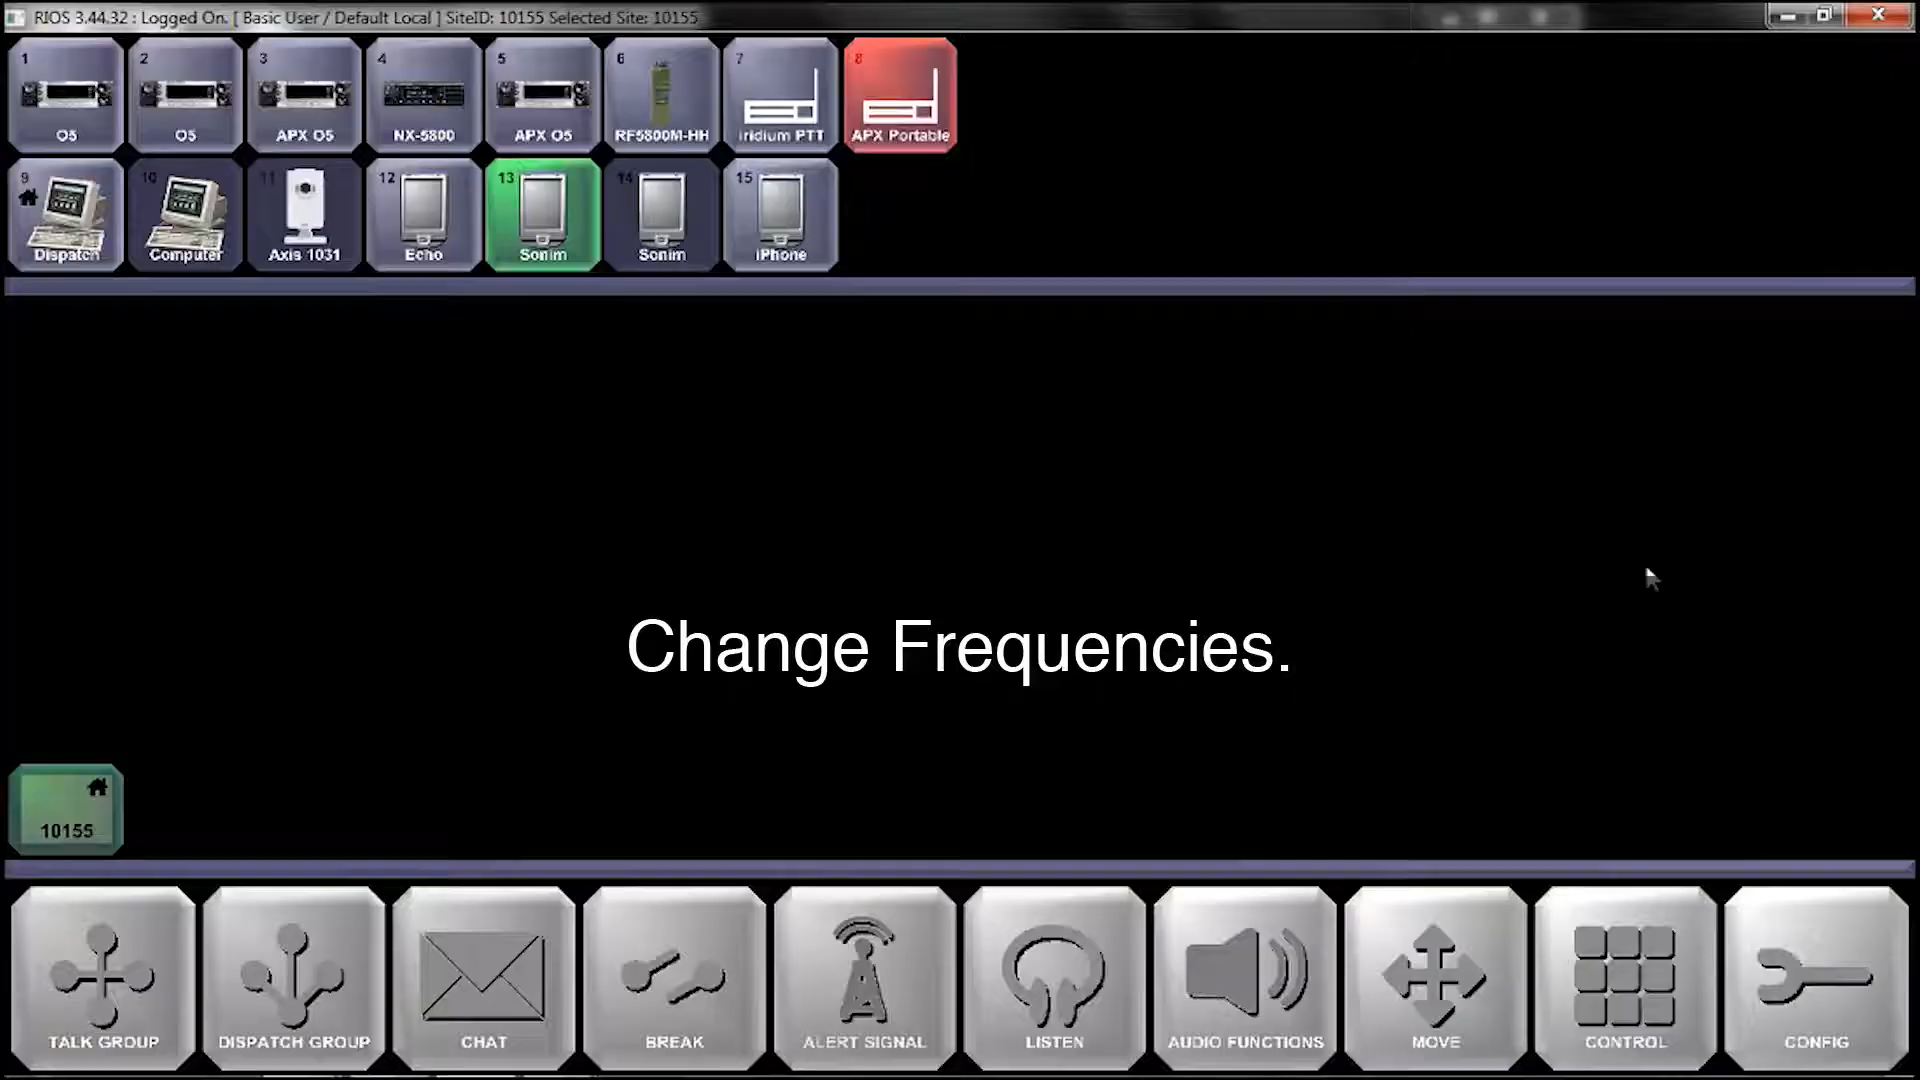 RIOS 3.44.32 : Logged On. [ Basic User / Default Local ] SiteID: 10155 Selected Site: 10155
1 2 3 4 5 6 7 8
O5 O5 APX O5 NX-5800 APX O5 RF5800M-HH Iridium PTT APX Portable
9 10 11 12 13 14 15
Dispatch Computer Axis 1031 Echo Sonim Sonim iPhone
Change Frequencies.
10155
TALK GROUP DISPATCH GROUP CHAT BREAK ALERT SIGNAL LISTEN AUDIO FUNCTIONS MOVE CONTROL CONFIG